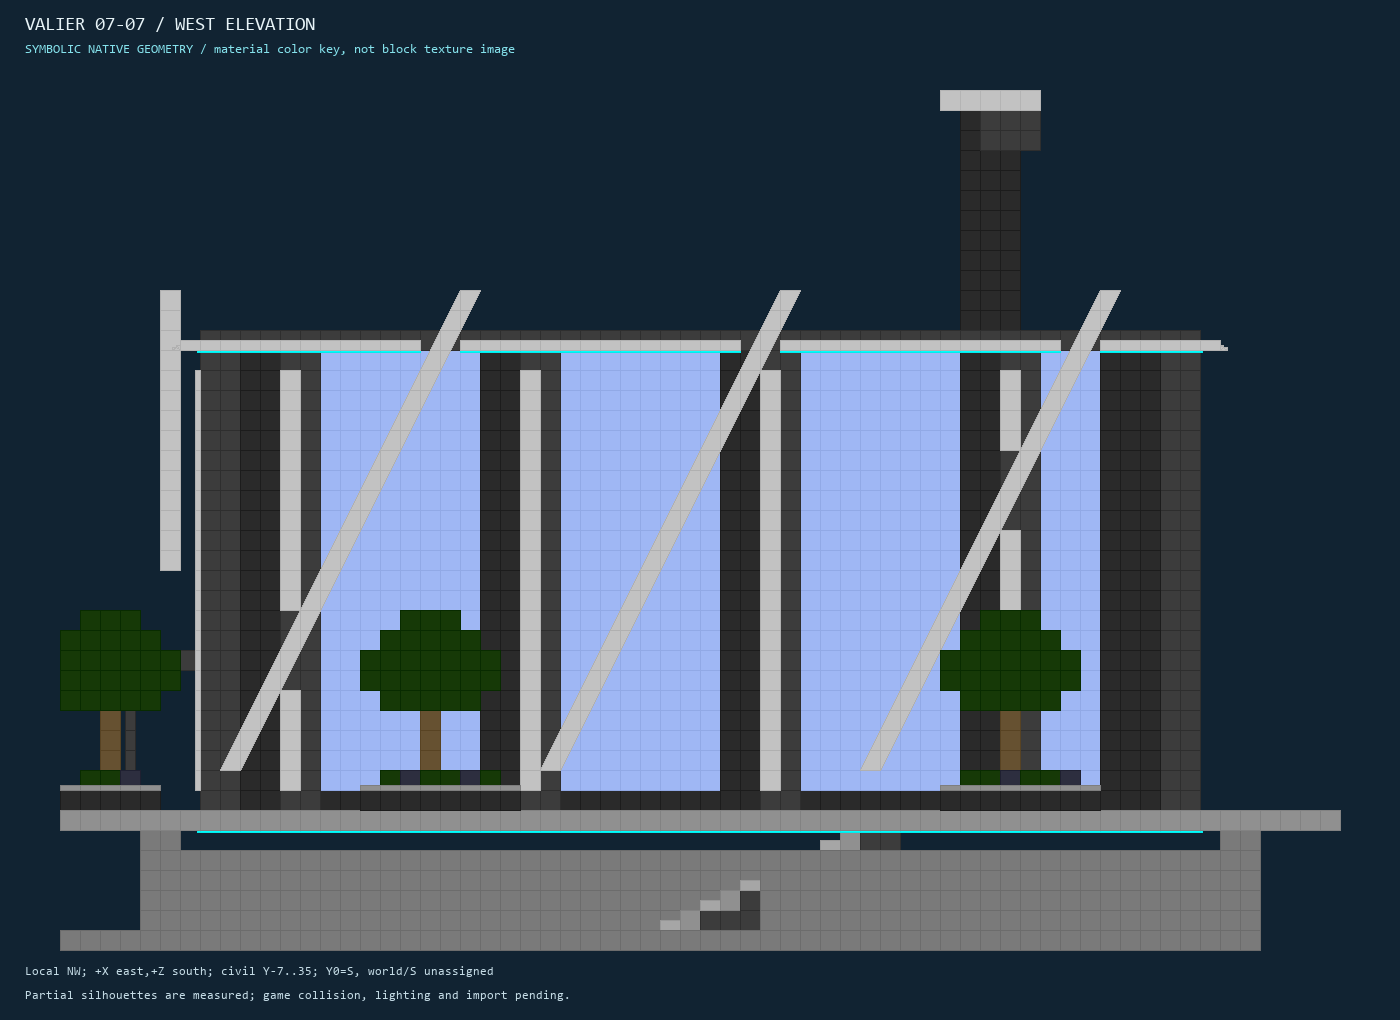 VALIER 07-07 / WEST ELEVATION
SYMBOLIC NATIVE GEOMETRY / material color key, not block texture image
Local NW; +X east,+Z south; civil Y-7..35; Y0=S, world/S unassigned
Partial silhouettes are measured; game collision, lighting and import pending.